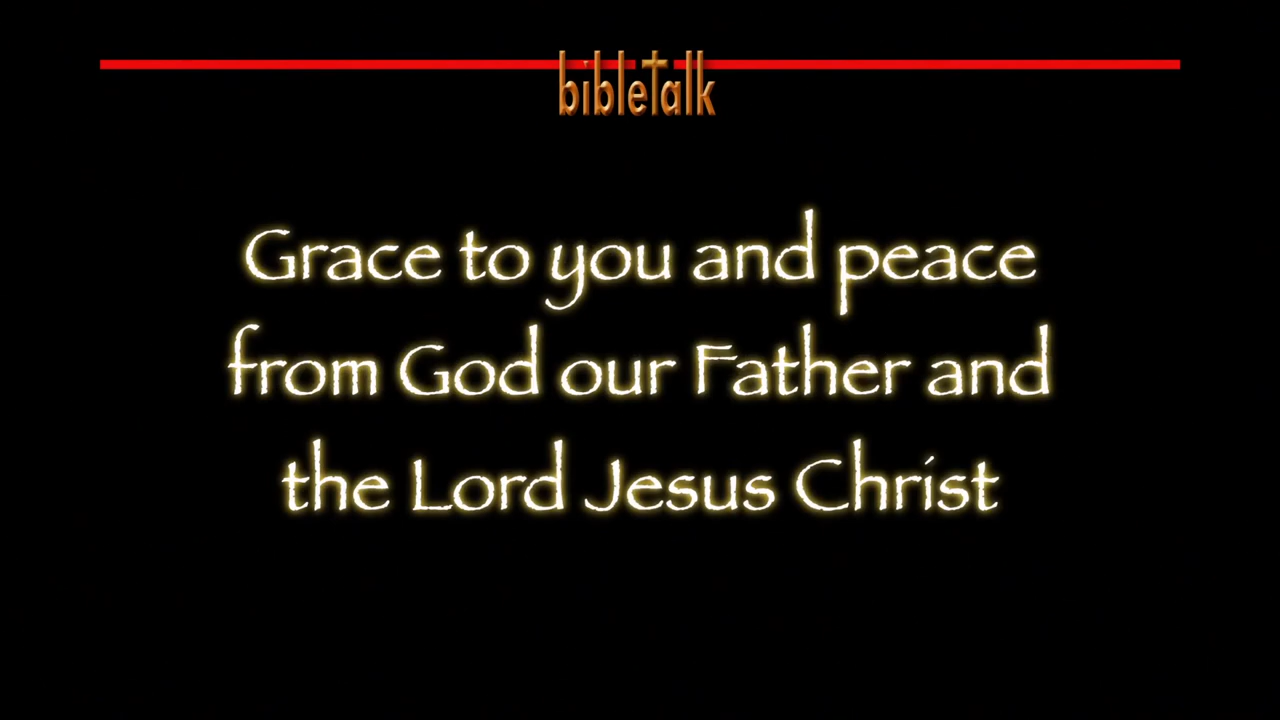 bibleTalk
Grace to you and peace
from God our Father and
the Lord Jesus Christ